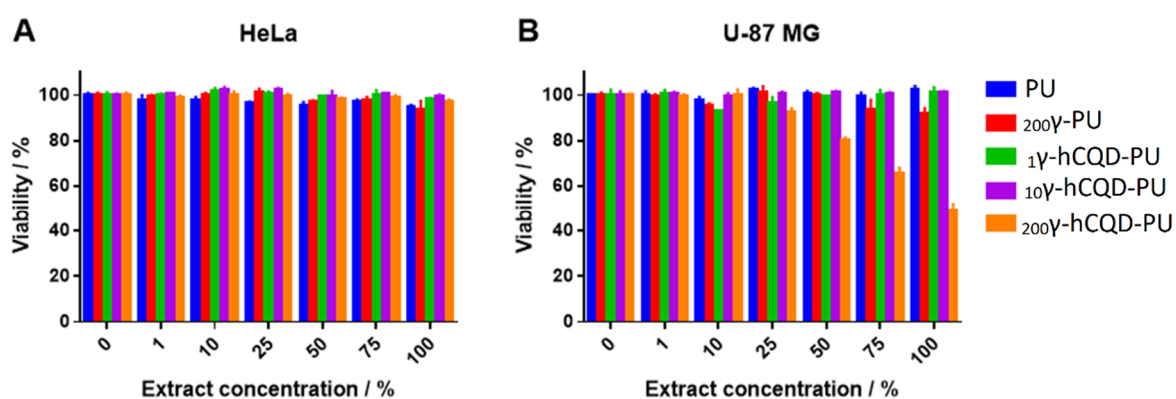 A
HeLa
Viability / %
100
80
60
40
20
0
0
1
10
25
50
75
100
Extract concentration / %
B
U-87 MG
Viability / %
100
80
60
40
20
0
0
1
10
25
50
75
100
Extract concentration / %
PU
200γ-PU
1γ-hCQD-PU
10γ-hCQD-PU
200γ-hCQD-PU